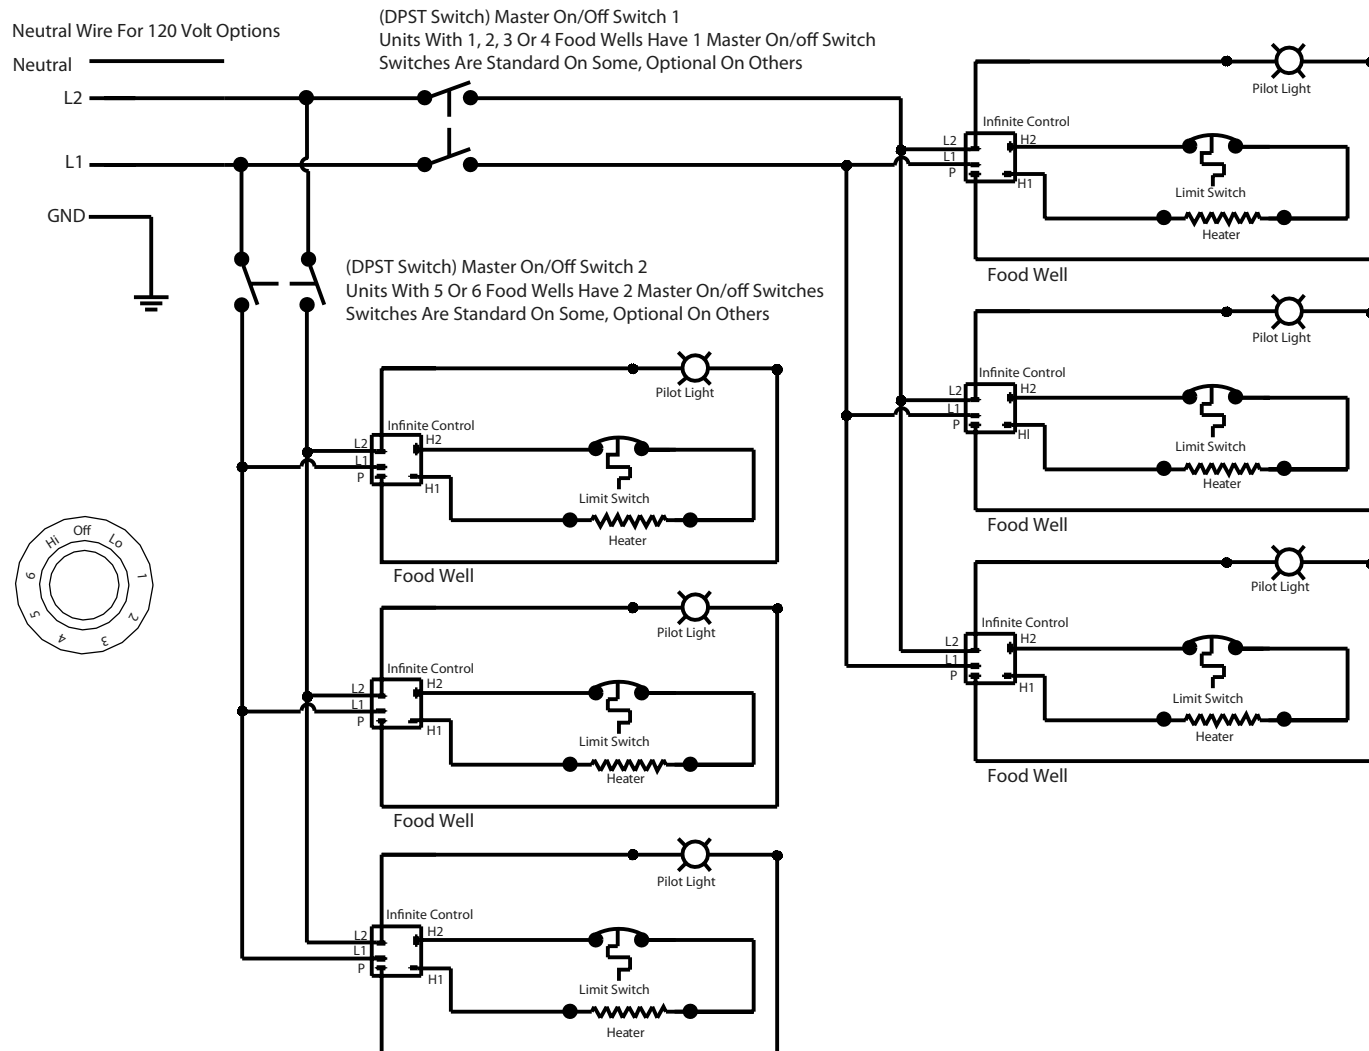 Neutral Wire For 120 Volt Options
Neutral
L2
L1
GND
(DPST Switch) Master On/Off Switch 1
Units With 1, 2, 3 Or 4 Food Wells Have 1 Master On/off Switch
Switches Are Standard On Some, Optional On Others
(DPST Switch) Master On/Off Switch 2
Units With 5 Or 6 Food Wells Have 2 Master On/off Switches
Switches Are Standard On Some, Optional On Others
Pilot Light
Infinite Control
L2
L1
P
H2
H1
Limit Switch
Heater
Food Well
Pilot Light
Infinite Control
L2
L1
P
H2
HI
Limit Switch
Heater
Food Well
Pilot Light
Infinite Control
L2
L1
P
H2
H1
Limit Switch
Heater
Food Well
Pilot Light
Infinite Control
L2
L1
P
H2
H1
Limit Switch
Heater
Food Well
Pilot Light
Infinite Control
L2
L1
P
H2
H1
Limit Switch
Heater
Food Well
Pilot Light
Infinite Control
L2
L1
P
H2
H1
Limit Switch
Heater
Off
Lo
1
2
3
4
5
6
Hi